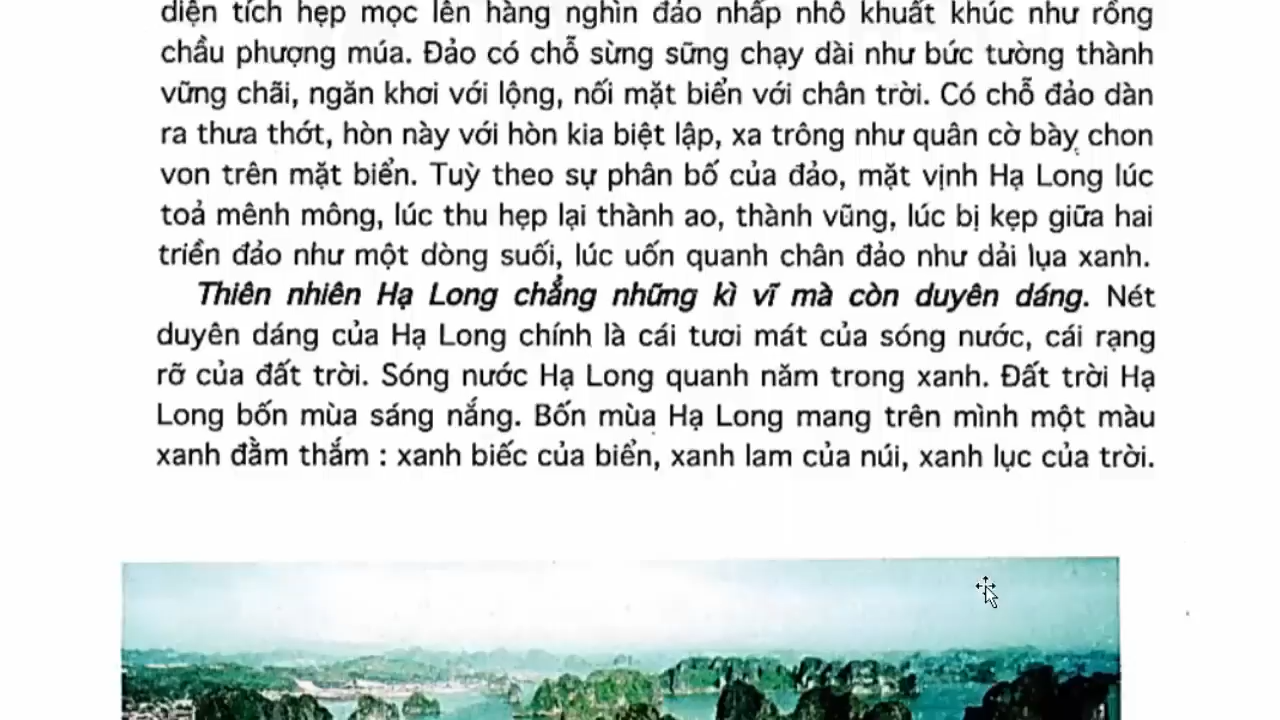 diện tích hẹp mọc lên hàng nghìn đảo nhấp nhô khuất khúc như rồng
chầu phượng múa. Đảo có chỗ sừng sững chạy dài như bức tường thành
vững chãi, ngăn khơi với lộng, nối mặt biển với chân trời. Có chỗ đảo dàn
ra thưa thớt, hòn này với hòn kia biệt lập, xa trông như quân cờ bày chon
von trên mặt biển. Tuỳ theo sự phân bố của đảo, mặt vịnh Hạ Long lúc
toả mênh mông, lúc thu hẹp lại thành ao, thành vũng, lúc bị kẹp giữa hai
triền đảo như một dòng suối, lúc uốn quanh chân đảo như dải lụa xanh.
Thiên nhiên Hạ Long chẳng những kì vĩ mà còn duyên dáng. Nét
duyên dáng của Hạ Long chính là cái tươi mát của sóng nước, cái rạng
rỡ của đất trời. Sóng nước Hạ Long quanh năm trong xanh. Đất trời Hạ
Long bốn mùa sáng nắng. Bốn mùa Hạ Long mang trên mình một màu
xanh đằm thắm : xanh biếc của biển, xanh lam của núi, xanh lục của trời.